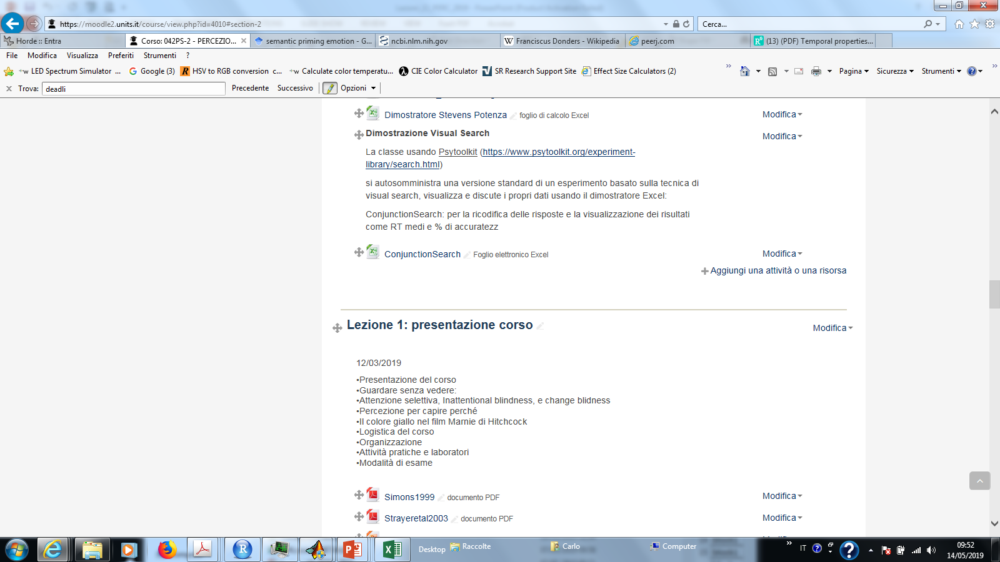 https://moodle2.units.it/course/view.php?id=4010#section-2
Cerca...
Horde :: Entra
Corso: 042PS-2 - PERCEZIO...
semantic priming emotion - G...
ncbi.nlm.nih.gov
Franciscus Donders - Wikipedia
peerj.com
(13) (PDF) Temporal properties...
File Modifica Visualizza Preferiti Strumenti ?
LED Spectrum Simulator ...
Google (3)
HSV to RGB conversion c...
Calculate color temperatu...
CIE Color Calculator
SR Research Support Site
Effect Size Calculators (2)
Pagina
Sicurezza
Strumenti
Trova: deadli Precedente Successivo Opzioni
Dimostratore Stevens Potenza foglio di calcolo Excel Modifica
Dimostrazione Visual Search Modifica
La classe usando Psytoolkit (https://www.psytoolkit.org/experiment-
library/search.html)
si autosomministra una versione standard di un esperimento basato sulla tecnica di
visual search, visualizza e discute i propri dati usando il dimostratore Excel:
ConjunctionSearch: per la ricodifica delle risposte e la visualizzazione dei risultati
come RT medi e % di accuratezz
ConjunctionSearch Foglio elettronico Excel Modifica
Aggiungi una attività o una risorsa
Lezione 1: presentazione corso Modifica
12/03/2019
•Presentazione del corso
•Guardare senza vedere:
•Attenzione selettiva, Inattentional blindness, e change blidness
•Percezione per capire perché
•Il colore giallo nel film Marnie di Hitchcock
•Logistica del corso
•Organizzazione
•Attività pratiche e laboratori
•Modalità di esame
Simons1999 documento PDF Modifica
Strayeretal2003 documento PDF Modifica
Desktop
Raccolte
Carlo
Computer
IT
09:52
14/05/2019